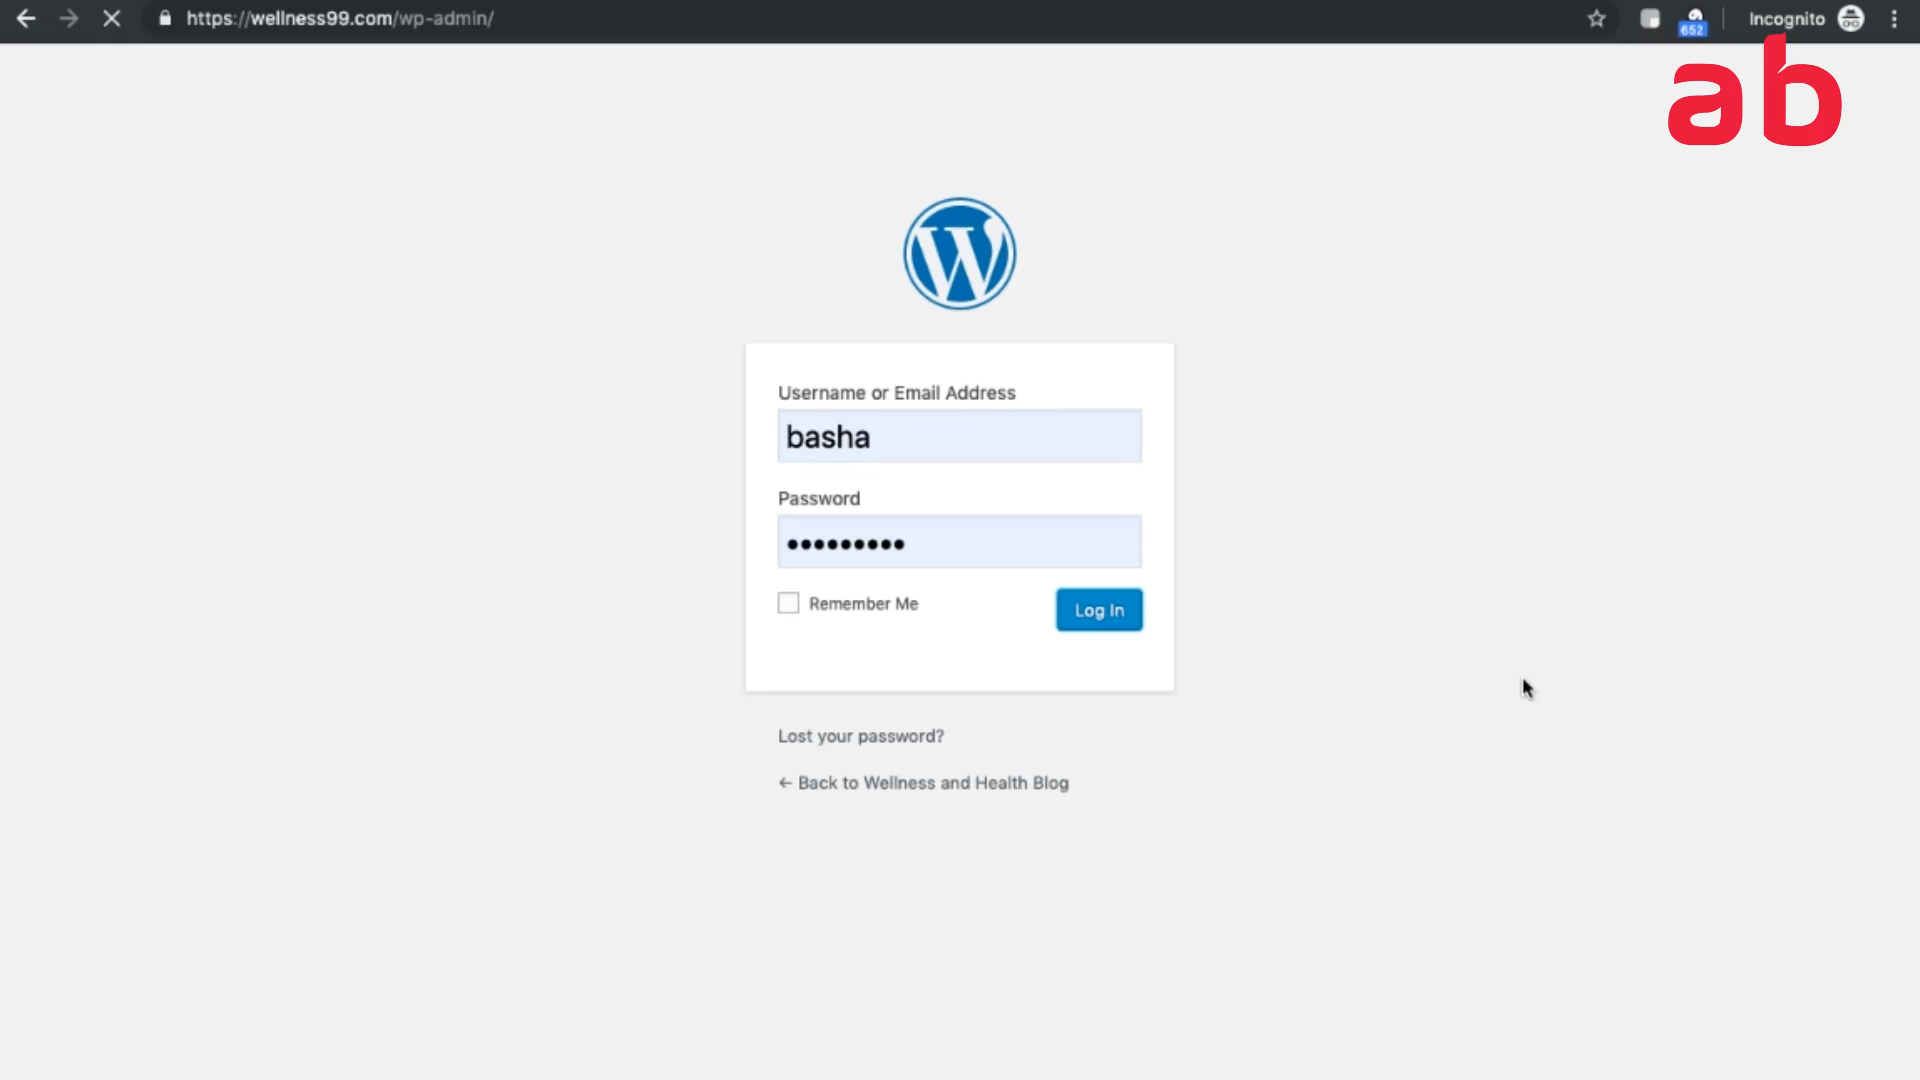 https://wellness99.com/wp-admin/
652
Incognito
ab
Username or Email Address
basha
Password
•••••••••
Remember Me
Log In
Lost your password?
← Back to Wellness and Health Blog